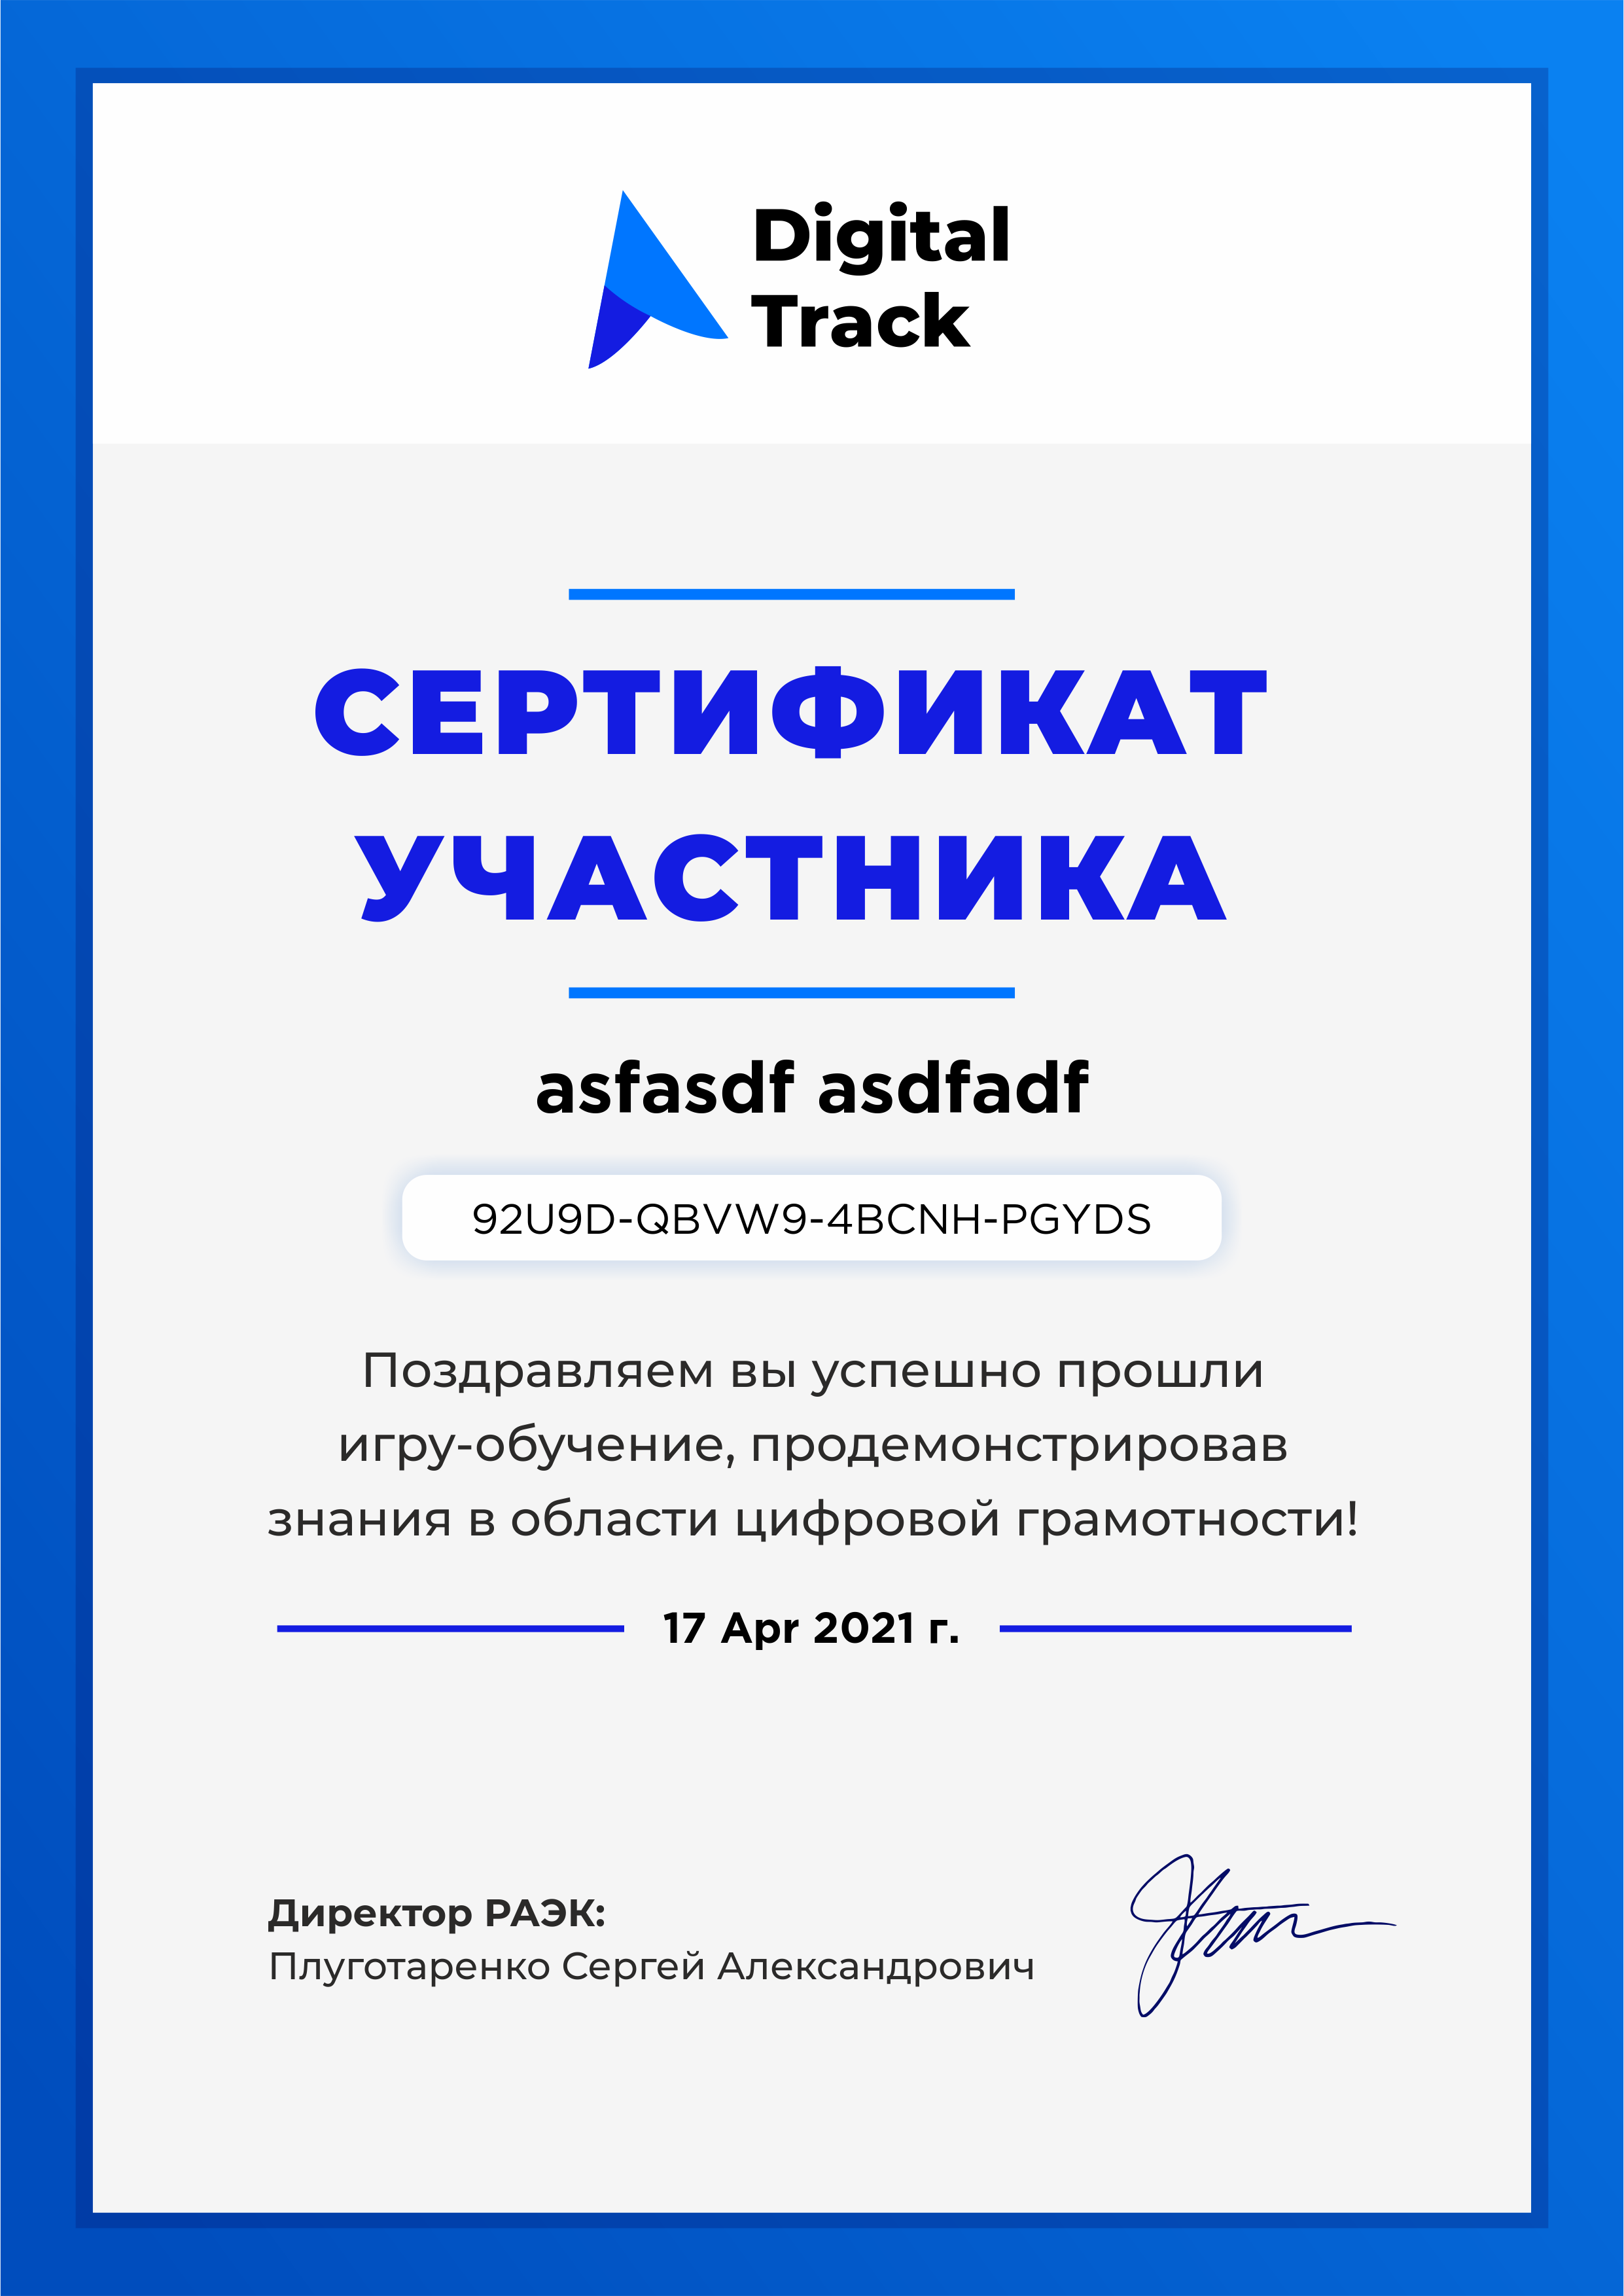 Digital
Track
СЕРТИФИКАТ
УЧАСТНИКА
asfasdf asdfadf
92U9D-QBVW9-4BCNH-PGYDS
Поздравляем вы успешно прошли
игру-обучение, продемонстрировав
знания в области цифровой грамотности!
17 Apr 2021 г.
Директор РАЭК:
Плуготаренко Сергей Александрович